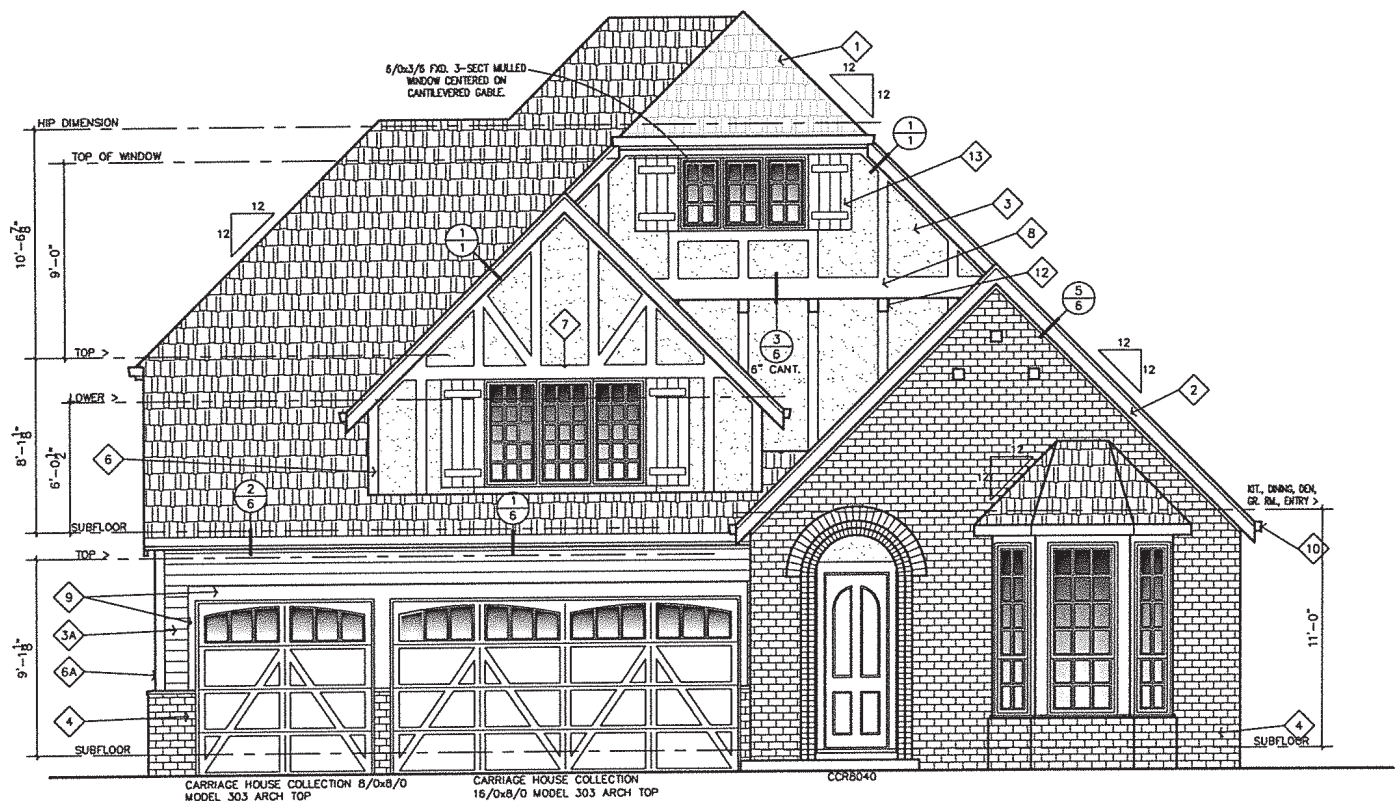 1
6/0x3/6 FXD. 3-SECT MULLED
WINDOW CENTERED ON
CANTILEVERED GABLE.
12
12
HIP DIMENSION
1
1
TOP OF WINDOW
13
12
12
3
10'-6 7/8"
9'-0"
1
1
8
12
5
6
7
3
6
6" CANT.
TOP >
12
12
LOWER >
2
8'-1 1/8"
6'-0 1/2"
6
12
12
2
6
1
6
KIT., DINING, DEN,
GR. RM., ENTRY >
SUBFLOOR
TOP >
10
9
3A
11'-0"
9'-1 1/8"
6A
4
4
SUBFLOOR
SUBFLOOR
CARRIAGE HOUSE COLLECTION 8/0x8/0
MODEL 303 ARCH TOP
CARRIAGE HOUSE COLLECTION
16/0x8/0 MODEL 303 ARCH TOP
CCR8040